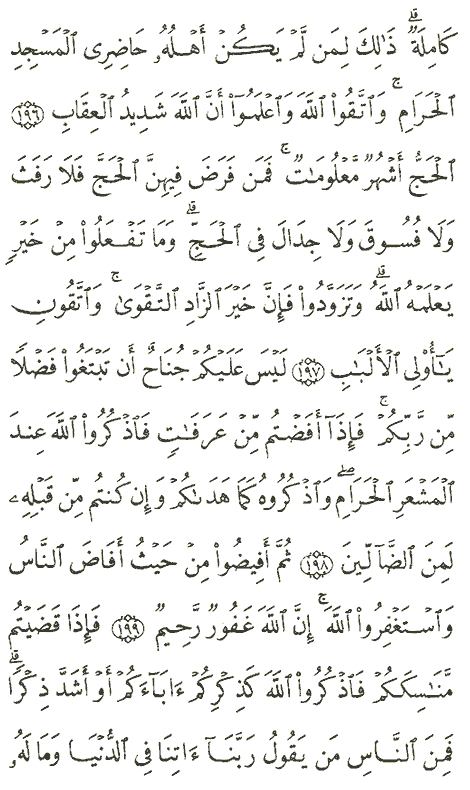 كَامِلَةٌ ۗ ذَٰلِكَ لِمَن لَّمْ يَكُنْ أَهْلُهُۥ حَاضِرِى ٱلْمَسْجِدِ
ٱلْحَرَامِ ۚ وَٱتَّقُوا۟ ٱللَّهَ وَٱعْلَمُوٓا۟ أَنَّ ٱللَّهَ شَدِيدُ ٱلْعِقَابِ ١٩٦
ٱلْحَجُّ أَشْهُرٌ مَّعْلُومَٰتٌ ۚ فَمَن فَرَضَ فِيهِنَّ ٱلْحَجَّ فَلَا رَفَثَ
وَلَا فُسُوقَ وَلَا جِدَالَ فِى ٱلْحَجِّ ۗ وَمَا تَفْعَلُوا۟ مِنْ خَيْرٍ
يَعْلَمْهُ ٱللَّهُ ۗ وَتَزَوَّدُوا۟ فَإِنَّ خَيْرَ ٱلزَّادِ ٱلتَّقْوَىٰ ۚ وَٱتَّقُونِ
يَٰٓأُو۟لِى ٱلْأَلْبَٰبِ ١٩٧ لَيْسَ عَلَيْكُمْ جُنَاحٌ أَن تَبْتَغُوا۟ فَضْلًا
مِّن رَّبِّكُمْ ۚ فَإِذَآ أَفَضْتُم مِّنْ عَرَفَٰتٍ فَٱذْكُرُوا۟ ٱللَّهَ عِندَ
ٱلْمَشْعَرِ ٱلْحَرَامِ ۖ وَٱذْكُرُوهُ كَمَا هَدَىٰكُمْ وَإِن كُنتُم مِّن قَبْلِهِۦ
لَمِنَ ٱلضَّآلِّينَ ١٩٨ ثُمَّ أَفِيضُوا۟ مِنْ حَيْثُ أَفَاضَ ٱلنَّاسُ
وَٱسْتَغْفِرُوا۟ ٱللَّهَ ۚ إِنَّ ٱللَّهَ غَفُورٌ رَّحِيمٌ ١٩٩ فَإِذَا قَضَيْتُم
مَّنَٰسِكَكُمْ فَٱذْكُرُوا۟ ٱللَّهَ كَذِكْرِكُمْ ءَابَآءَكُمْ أَوْ أَشَدَّ ذِكْرًا ۗ
فَمِنَ ٱلنَّاسِ مَن يَقُولُ رَبَّنَآ ءَاتِنَا فِى ٱلدُّنْيَا وَمَا لَهُۥ